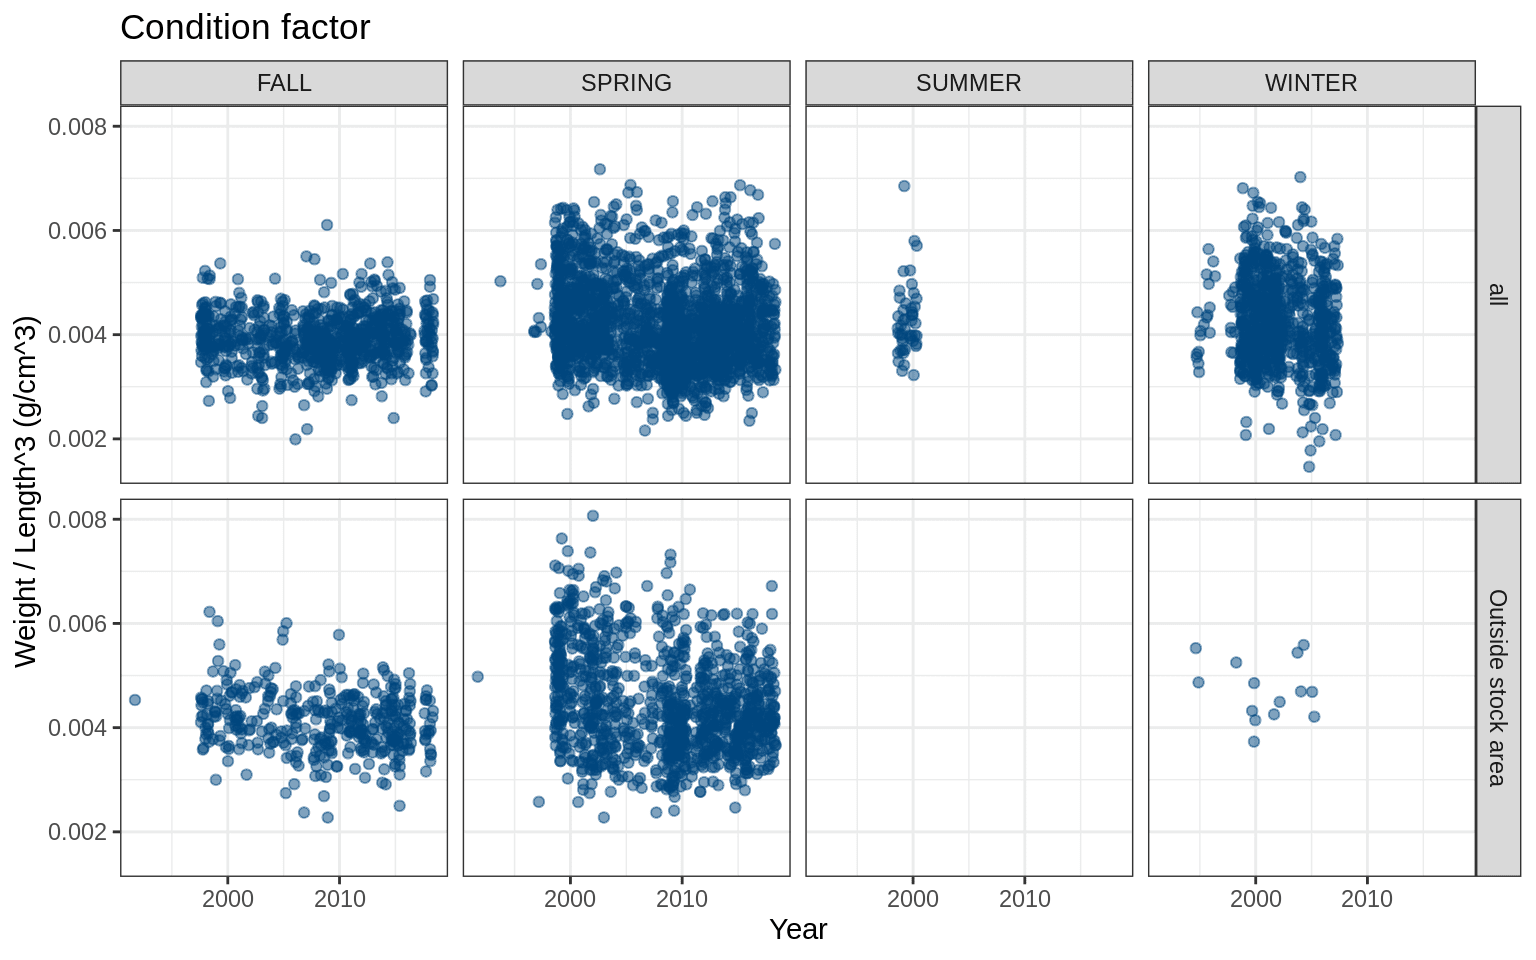 Condition factor
FALL
SPRING
SUMMER
WINTER
0.008
0.006
0.004
0.002
all
0.008
0.006
0.004
0.002
Outside stock area
Weight / Length^3 (g/cm^3)
2000
2010
2000
2010
2000
2010
2000
2010
Year